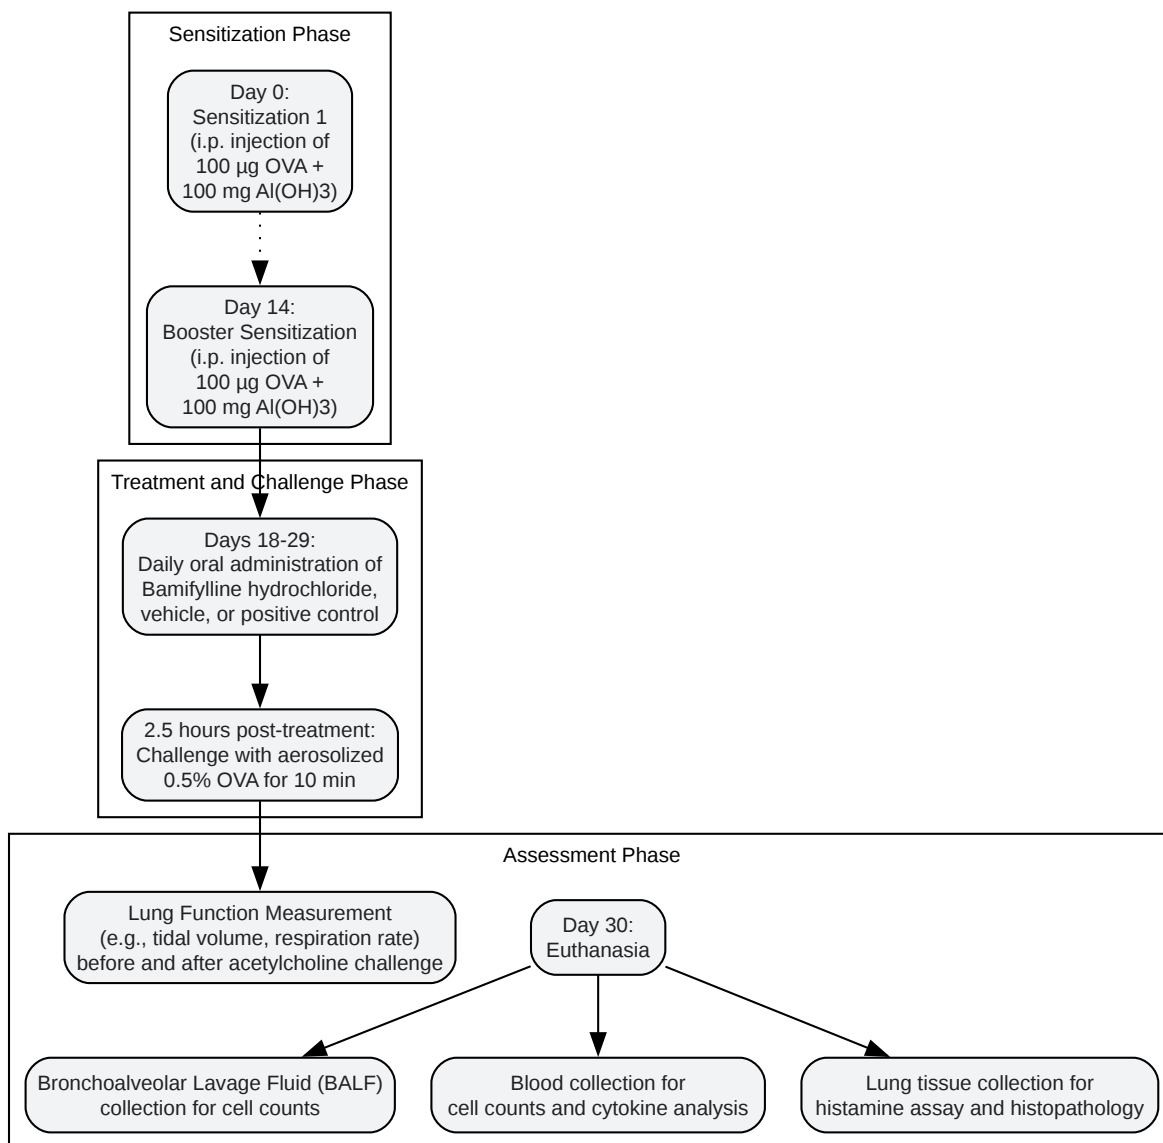 Sensitization Phase
Day 0:
Sensitization 1
(i.p. injection of
100 µg OVA +
100 mg Al(OH)3)
Day 14:
Booster Sensitization
(i.p. injection of
100 µg OVA +
100 mg Al(OH)3)
Treatment and Challenge Phase
Days 18-29:
Daily oral administration of
Bamifylline hydrochloride,
vehicle, or positive control
2.5 hours post-treatment:
Challenge with aerosolized
0.5% OVA for 10 min
Assessment Phase
Lung Function Measurement
(e.g., tidal volume, respiration rate)
before and after acetylcholine challenge
Day 30:
Euthanasia
Bronchoalveolar Lavage Fluid (BALF)
collection for cell counts
Blood collection for
cell counts and cytokine analysis
Lung tissue collection for
histamine assay and histopathology